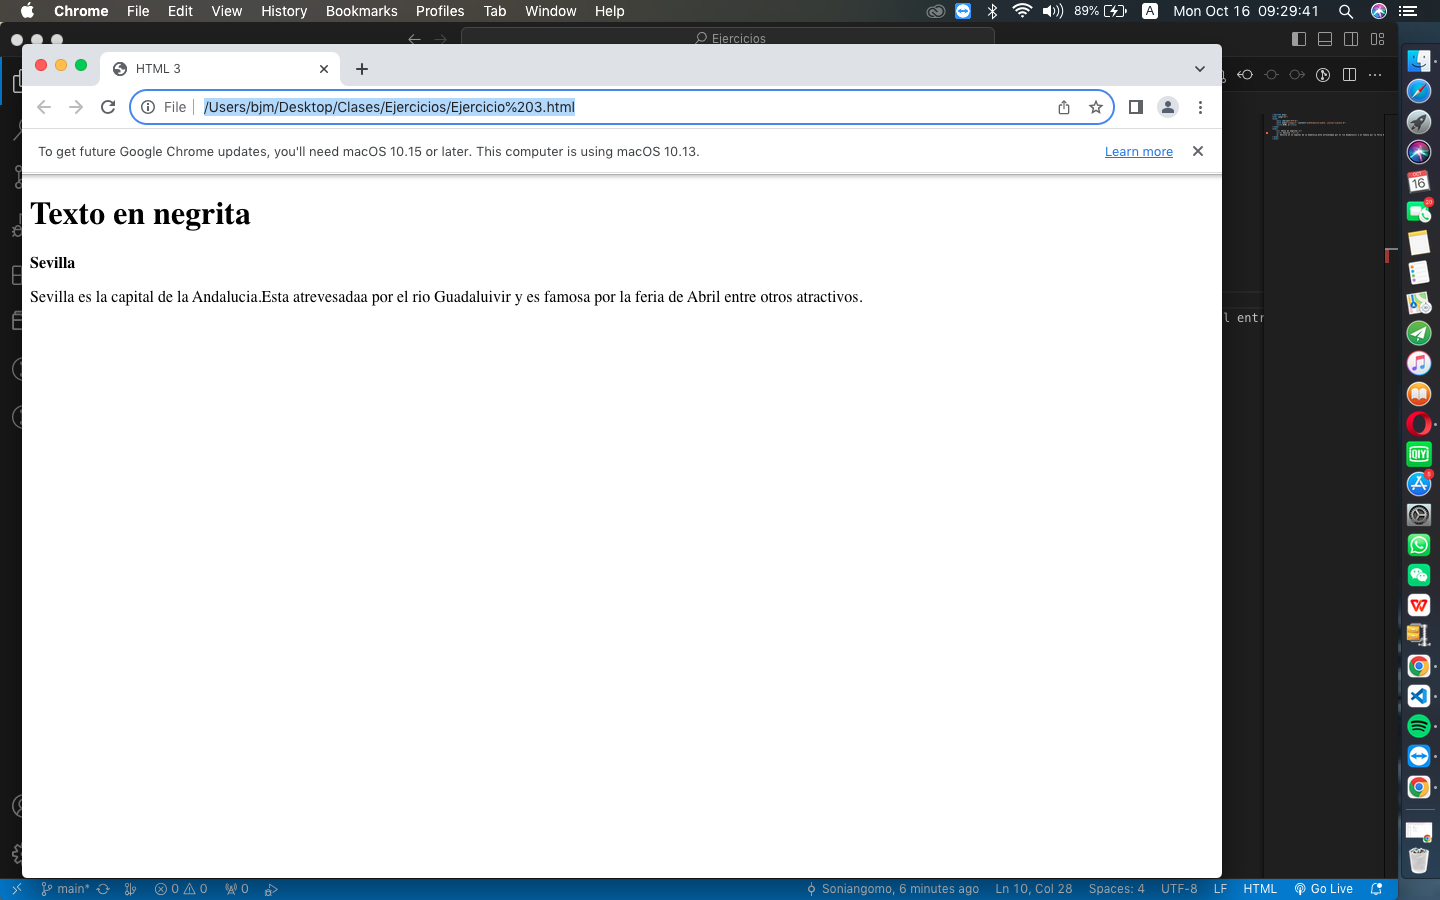 Chrome File Edit View History Bookmarks Profiles Tab Window Help 89% A Mon Oct 16 09:29:41
Ejercicios
HTML 3
File /Users/bjm/Desktop/Clases/Ejercicios/Ejercicio%203.html
To get future Google Chrome updates, you'll need macOS 10.15 or later. This computer is using macOS 10.13. Learn more
Texto en negrita
Sevilla
Sevilla es la capital de la Andalucia.Esta atrevesadaa por el rio Guadaluivir y es famosa por la feria de Abril entre otros atractivos.
l entr
OCT
16
20
iQIY
6
main* 0 0 0 Soniangomo, 6 minutes ago Ln 10, Col 28 Spaces: 4 UTF-8 LF HTML Go Live